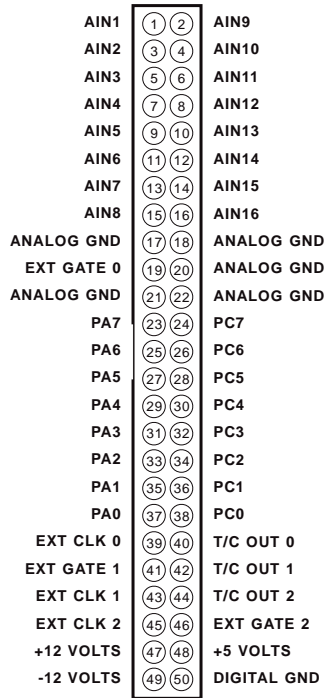 AIN1 1 2 AIN9
AIN2 3 4 AIN10
AIN3 5 6 AIN11
AIN4 7 8 AIN12
AIN5 9 10 AIN13
AIN6 11 12 AIN14
AIN7 13 14 AIN15
AIN8 15 16 AIN16
ANALOG GND 17 18 ANALOG GND
EXT GATE 0 19 20 ANALOG GND
ANALOG GND 21 22 ANALOG GND
PA7 23 24 PC7
PA6 25 26 PC6
PA5 27 28 PC5
PA4 29 30 PC4
PA3 31 32 PC3
PA2 33 34 PC2
PA1 35 36 PC1
PA0 37 38 PC0
EXT CLK 0 39 40 T/C OUT 0
EXT GATE 1 41 42 T/C OUT 1
EXT CLK 1 43 44 T/C OUT 2
EXT CLK 2 45 46 EXT GATE 2
+12 VOLTS 47 48 +5 VOLTS
-12 VOLTS 49 50 DIGITAL GND